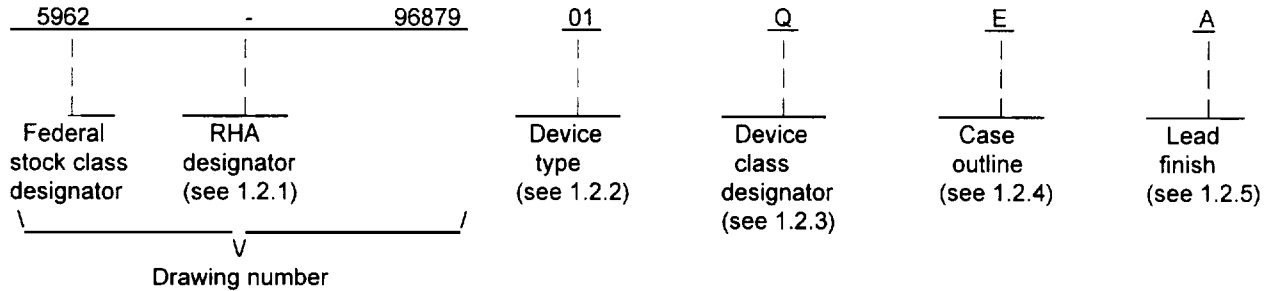 5962 - 96879 01 Q E A
Federal stock class designator
RHA designator (see 1.2.1)
Device type (see 1.2.2)
Device class designator (see 1.2.3)
Case outline (see 1.2.4)
Lead finish (see 1.2.5)
Drawing number